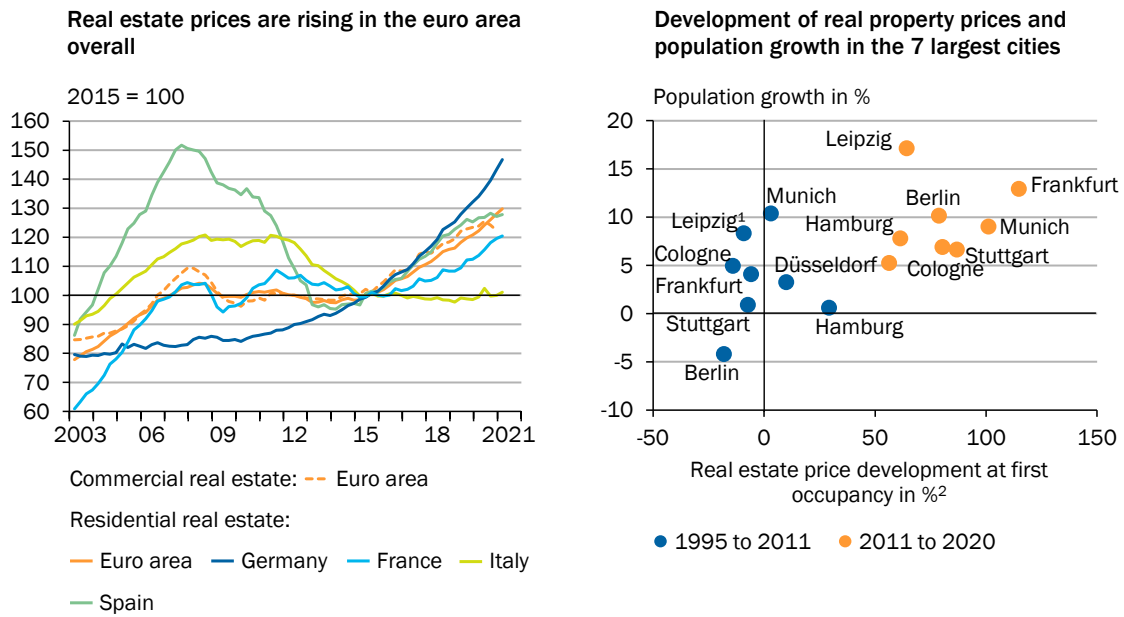 Real estate prices are rising in the euro area
overall
2015 = 100
160
150
140
130
120
110
100
90
80
70
60
2003 06 09 12 15 18 2021
Commercial real estate: Euro area
Residential real estate:
Euro area Germany France Italy
Spain
Development of real property prices and
population growth in the 7 largest cities
Population growth in %
20
15
10
5
0
-5
-10
Leipzig
Frankfurt
Munich
Berlin
Leipzig¹
Hamburg
Munich
Cologne
Düsseldorf
Stuttgart
Cologne
Frankfurt
Stuttgart
Hamburg
Berlin
-50 0 50 100 150
Real estate price development at first
occupancy in %²
1995 to 2011 2011 to 2020